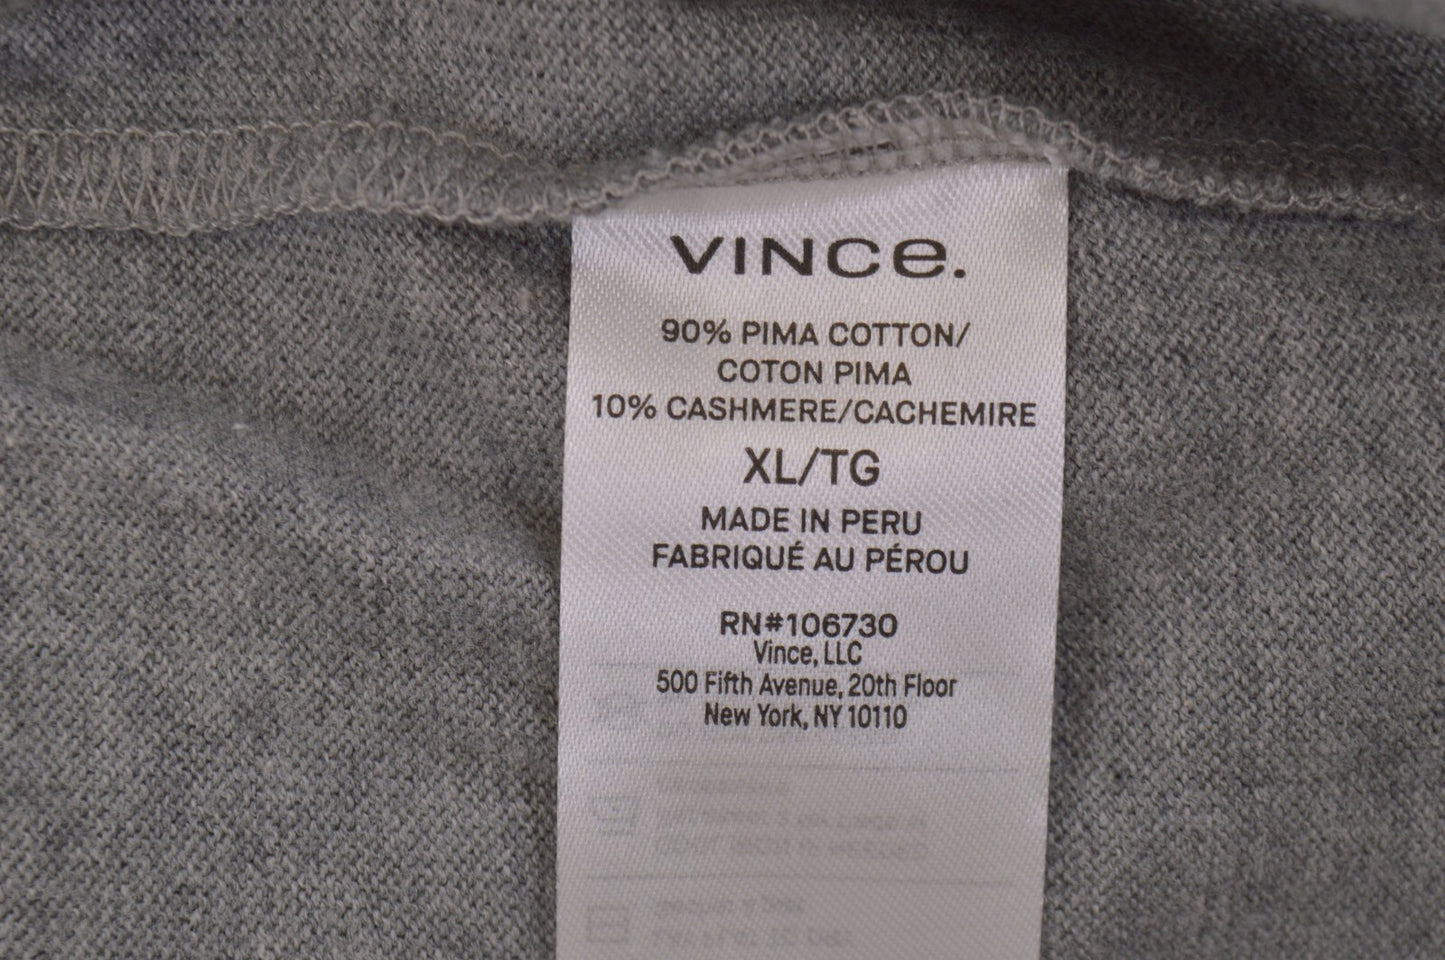 VINCE.
90% PIMA COTTON/
COTON PIMA
10% CASHMERE/CACHEMIRE
XL/TG
MADE IN PERU
FABRIQUÉ AU PÉROU
RN#106730
Vince, LLC
500 Fifth Avenue, 20th Floor
New York, NY 10110